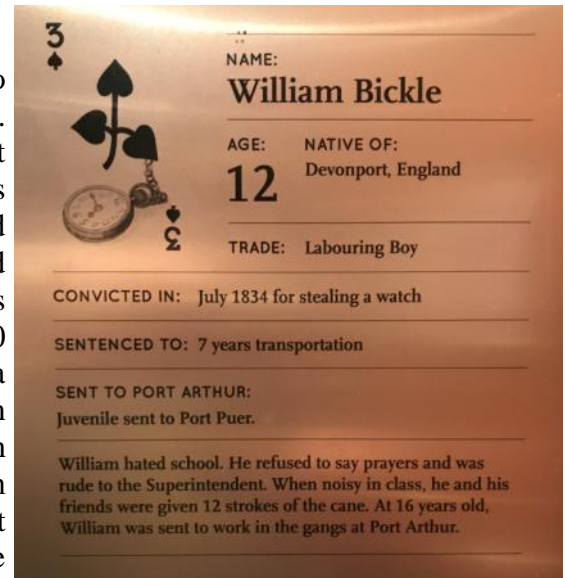 3
NAME:
William Bickle
AGE:
12
NATIVE OF:
Devonport, England
3
TRADE: Labouring Boy
CONVICTED IN: July 1834 for stealing a watch
SENTENCED TO: 7 years transportation
SENT TO PORT ARTHUR:
Juvenile sent to Port Puer.
William hated school. He refused to say prayers and was
rude to the Superintendent. When noisy in class, he and his
friends were given 12 strokes of the cane. At 16 years old,
William was sent to work in the gangs at Port Arthur.